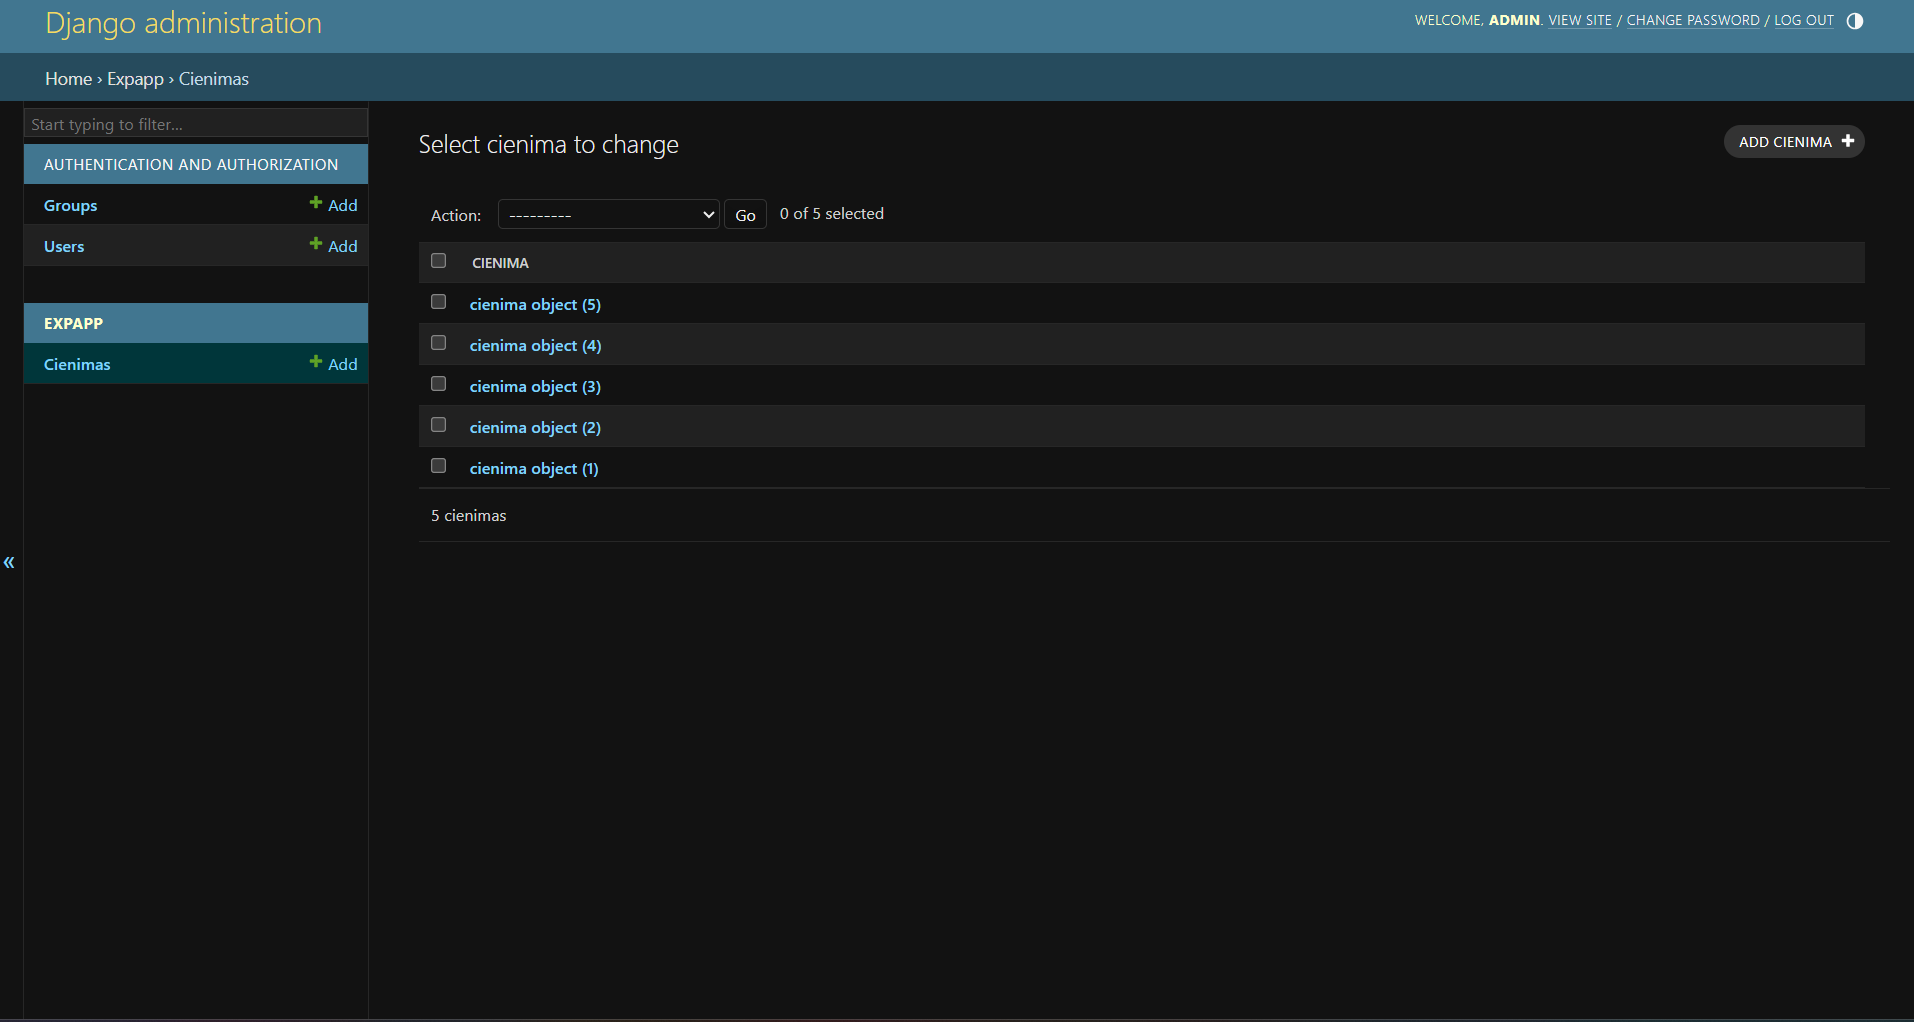 Django administration
WELCOME, ADMIN. VIEW SITE / CHANGE PASSWORD / LOG OUT
Home › Expapp › Cienimas
Start typing to filter...
AUTHENTICATION AND AUTHORIZATION
Groups + Add
Users + Add
EXPAPP
Cienimas + Add
«
Select cienima to change
ADD CIENIMA +
Action: --------- Go 0 of 5 selected
CIENIMA
cienima object (5)
cienima object (4)
cienima object (3)
cienima object (2)
cienima object (1)
5 cienimas